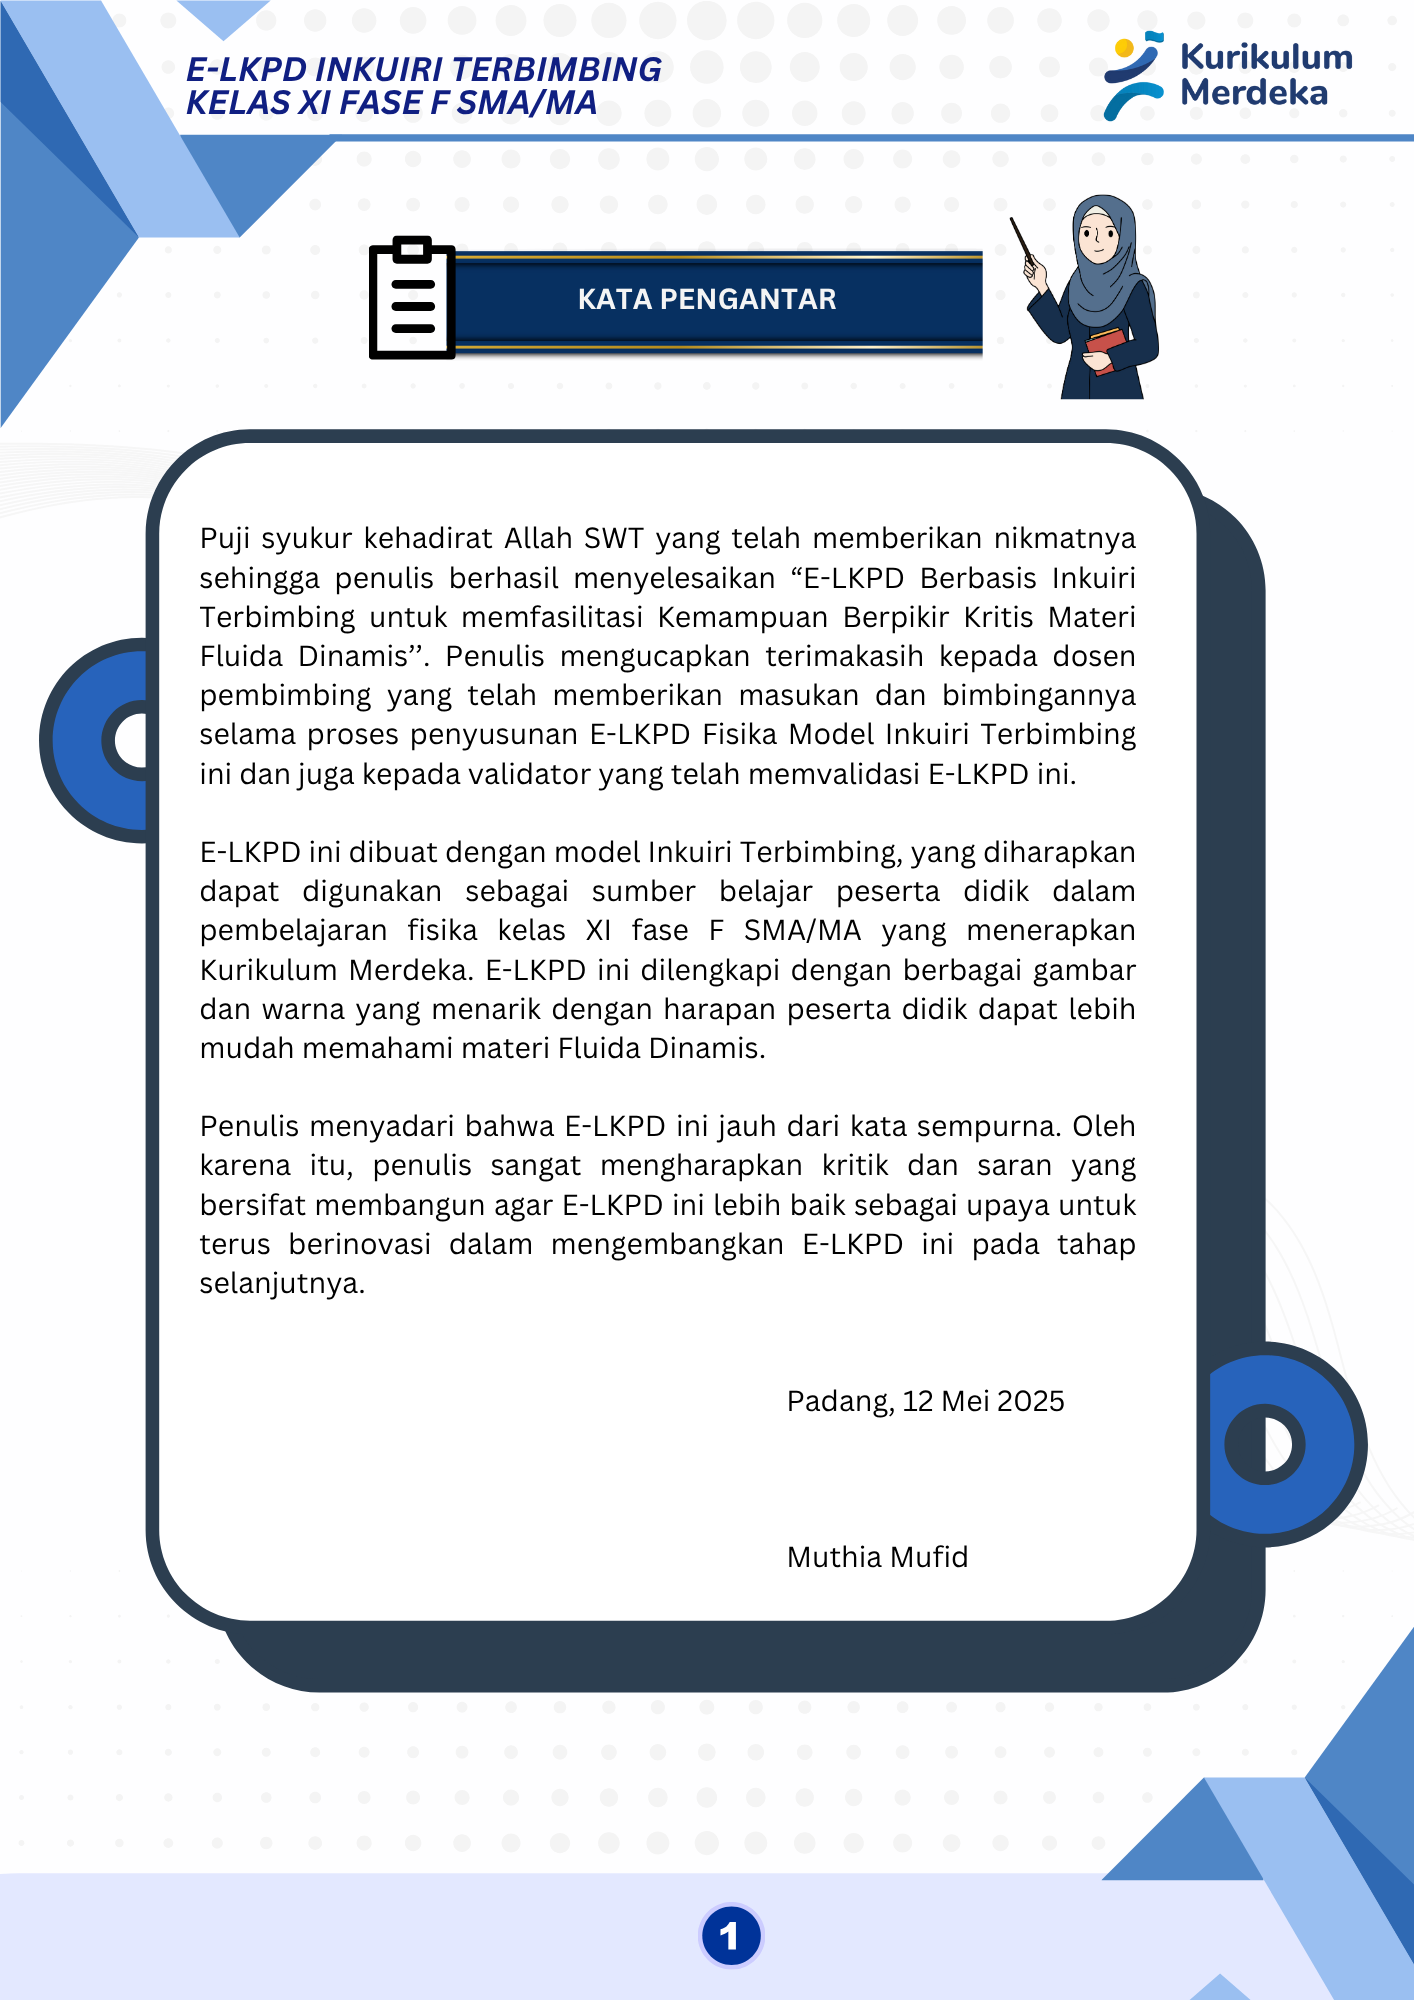 E-LKPD INKUIRI TERBIMBING
KELAS XI FASE F SMA/MA
Kurikulum
Merdeka
KATA PENGANTAR
Puji syukur kehadirat Allah SWT yang telah memberikan nikmatnya
sehingga penulis berhasil menyelesaikan “E-LKPD Berbasis Inkuiri
Terbimbing untuk memfasilitasi Kemampuan Berpikir Kritis Materi
Fluida Dinamis’’. Penulis mengucapkan terimakasih kepada dosen
pembimbing yang telah memberikan masukan dan bimbingannya
selama proses penyusunan E-LKPD Fisika Model Inkuiri Terbimbing
ini dan juga kepada validator yang telah memvalidasi E-LKPD ini.
E-LKPD ini dibuat dengan model Inkuiri Terbimbing, yang diharapkan
dapat digunakan sebagai sumber belajar peserta didik dalam
pembelajaran fisika kelas XI fase F SMA/MA yang menerapkan
Kurikulum Merdeka. E-LKPD ini dilengkapi dengan berbagai gambar
dan warna yang menarik dengan harapan peserta didik dapat lebih
mudah memahami materi Fluida Dinamis.
Penulis menyadari bahwa E-LKPD ini jauh dari kata sempurna. Oleh
karena itu, penulis sangat mengharapkan kritik dan saran yang
bersifat membangun agar E-LKPD ini lebih baik sebagai upaya untuk
terus berinovasi dalam mengembangkan E-LKPD ini pada tahap
selanjutnya.
Padang, 12 Mei 2025
Muthia Mufid
1